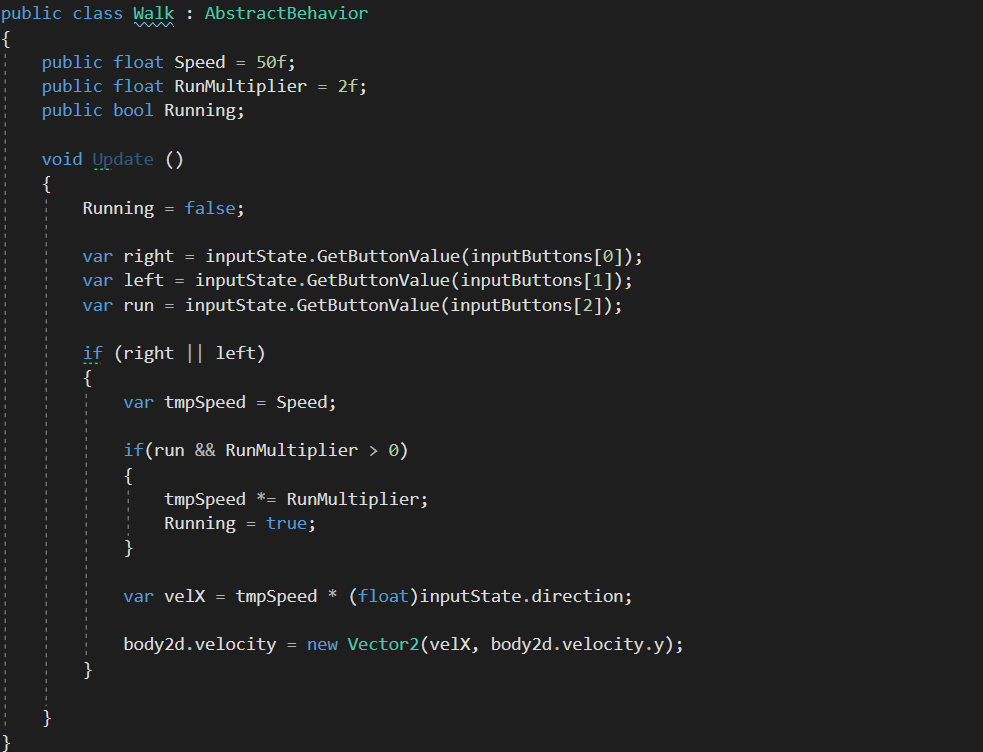 public class Walk : AbstractBehavior
{
public float Speed = 50f;
public float RunMultiplier = 2f;
public bool Running;
void Update ()
{
Running = false;
var right = inputState.GetButtonValue(inputButtons[0]);
var left = inputState.GetButtonValue(inputButtons[1]);
var run = inputState.GetButtonValue(inputButtons[2]);
if (right || left)
{
var tmpSpeed = Speed;
if(run && RunMultiplier > 0)
{
tmpSpeed *= RunMultiplier;
Running = true;
}
var velX = tmpSpeed * (float)inputState.direction;
body2d.velocity = new Vector2(velX, body2d.velocity.y);
}
}
}